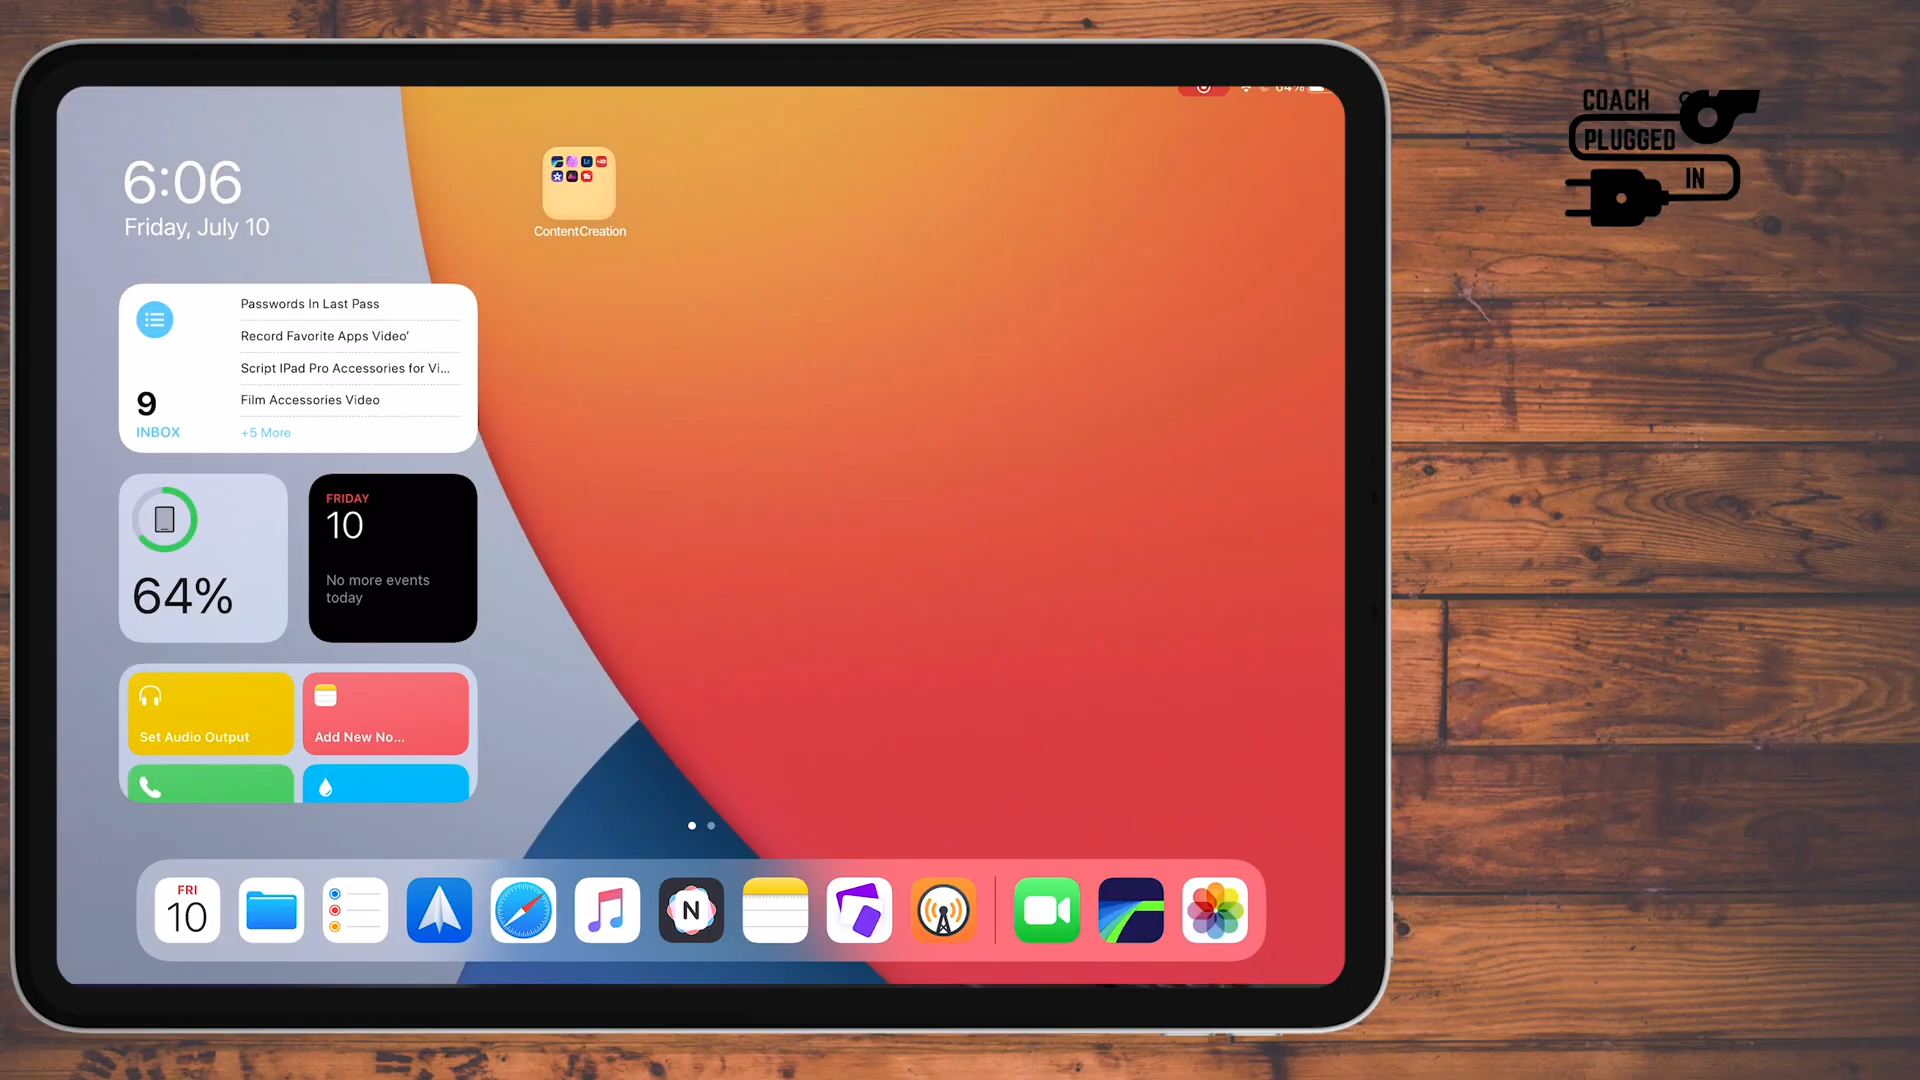 64%
6:06
Friday, July 10
ContentCreation
Passwords In Last Pass
Record Favorite Apps Video'
Script IPad Pro Accessories for Vi...
Film Accessories Video
+5 More
9
INBOX
64%
FRIDAY
10
No more events
today
Set Audio Output
Add New No...
FRI
10
N
COACH
PLUGGED
IN